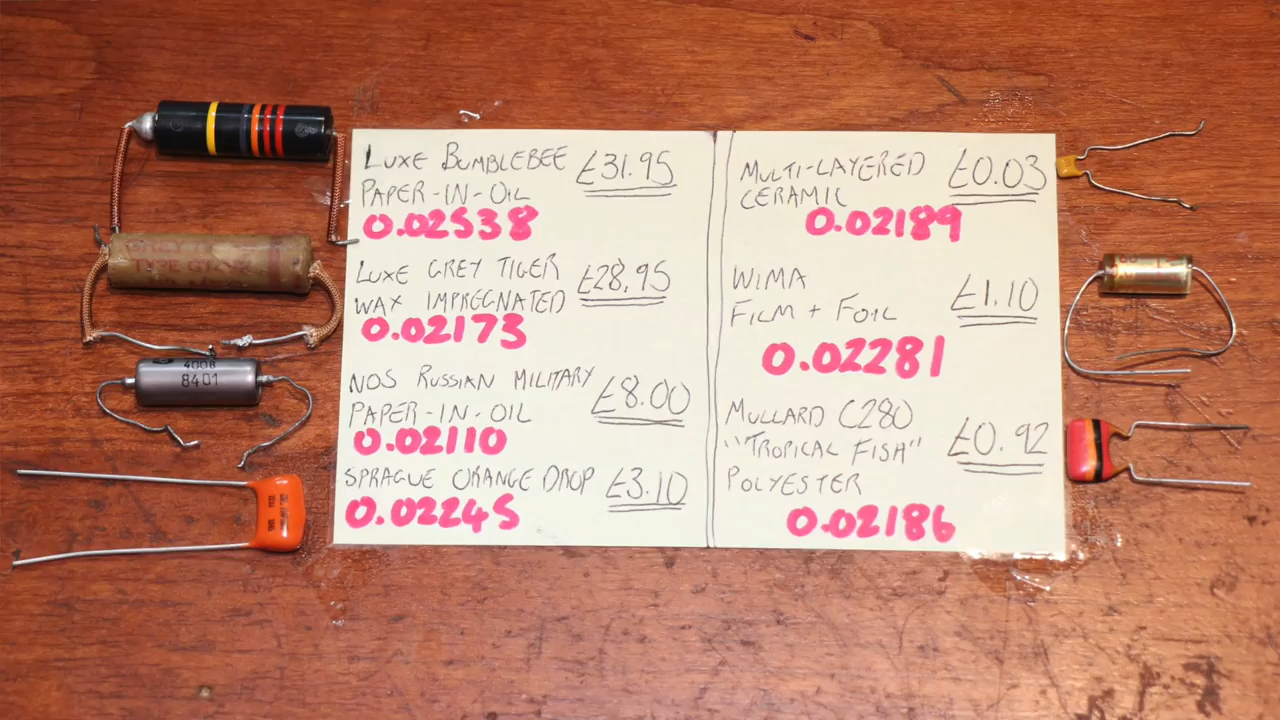 LUXE BUMBLEBEE £31.95
PAPER-IN-OIL
0.02538
LUXE GREY TIGER £28.95
WAX IMPREGNATED
0.02173
NOS RUSSIAN MILITARY £8.00
PAPER-IN-OIL
0.02110
SPRAGUE ORANGE DROP £3.10
0.02245
MULTI-LAYERED £0.03
CERAMIC
0.02189
WIMA £1.10
FILM + FOIL
0.02281
MULLARD C280 £0.92
"TROPICAL FISH"
POLYESTER
0.02186
8401